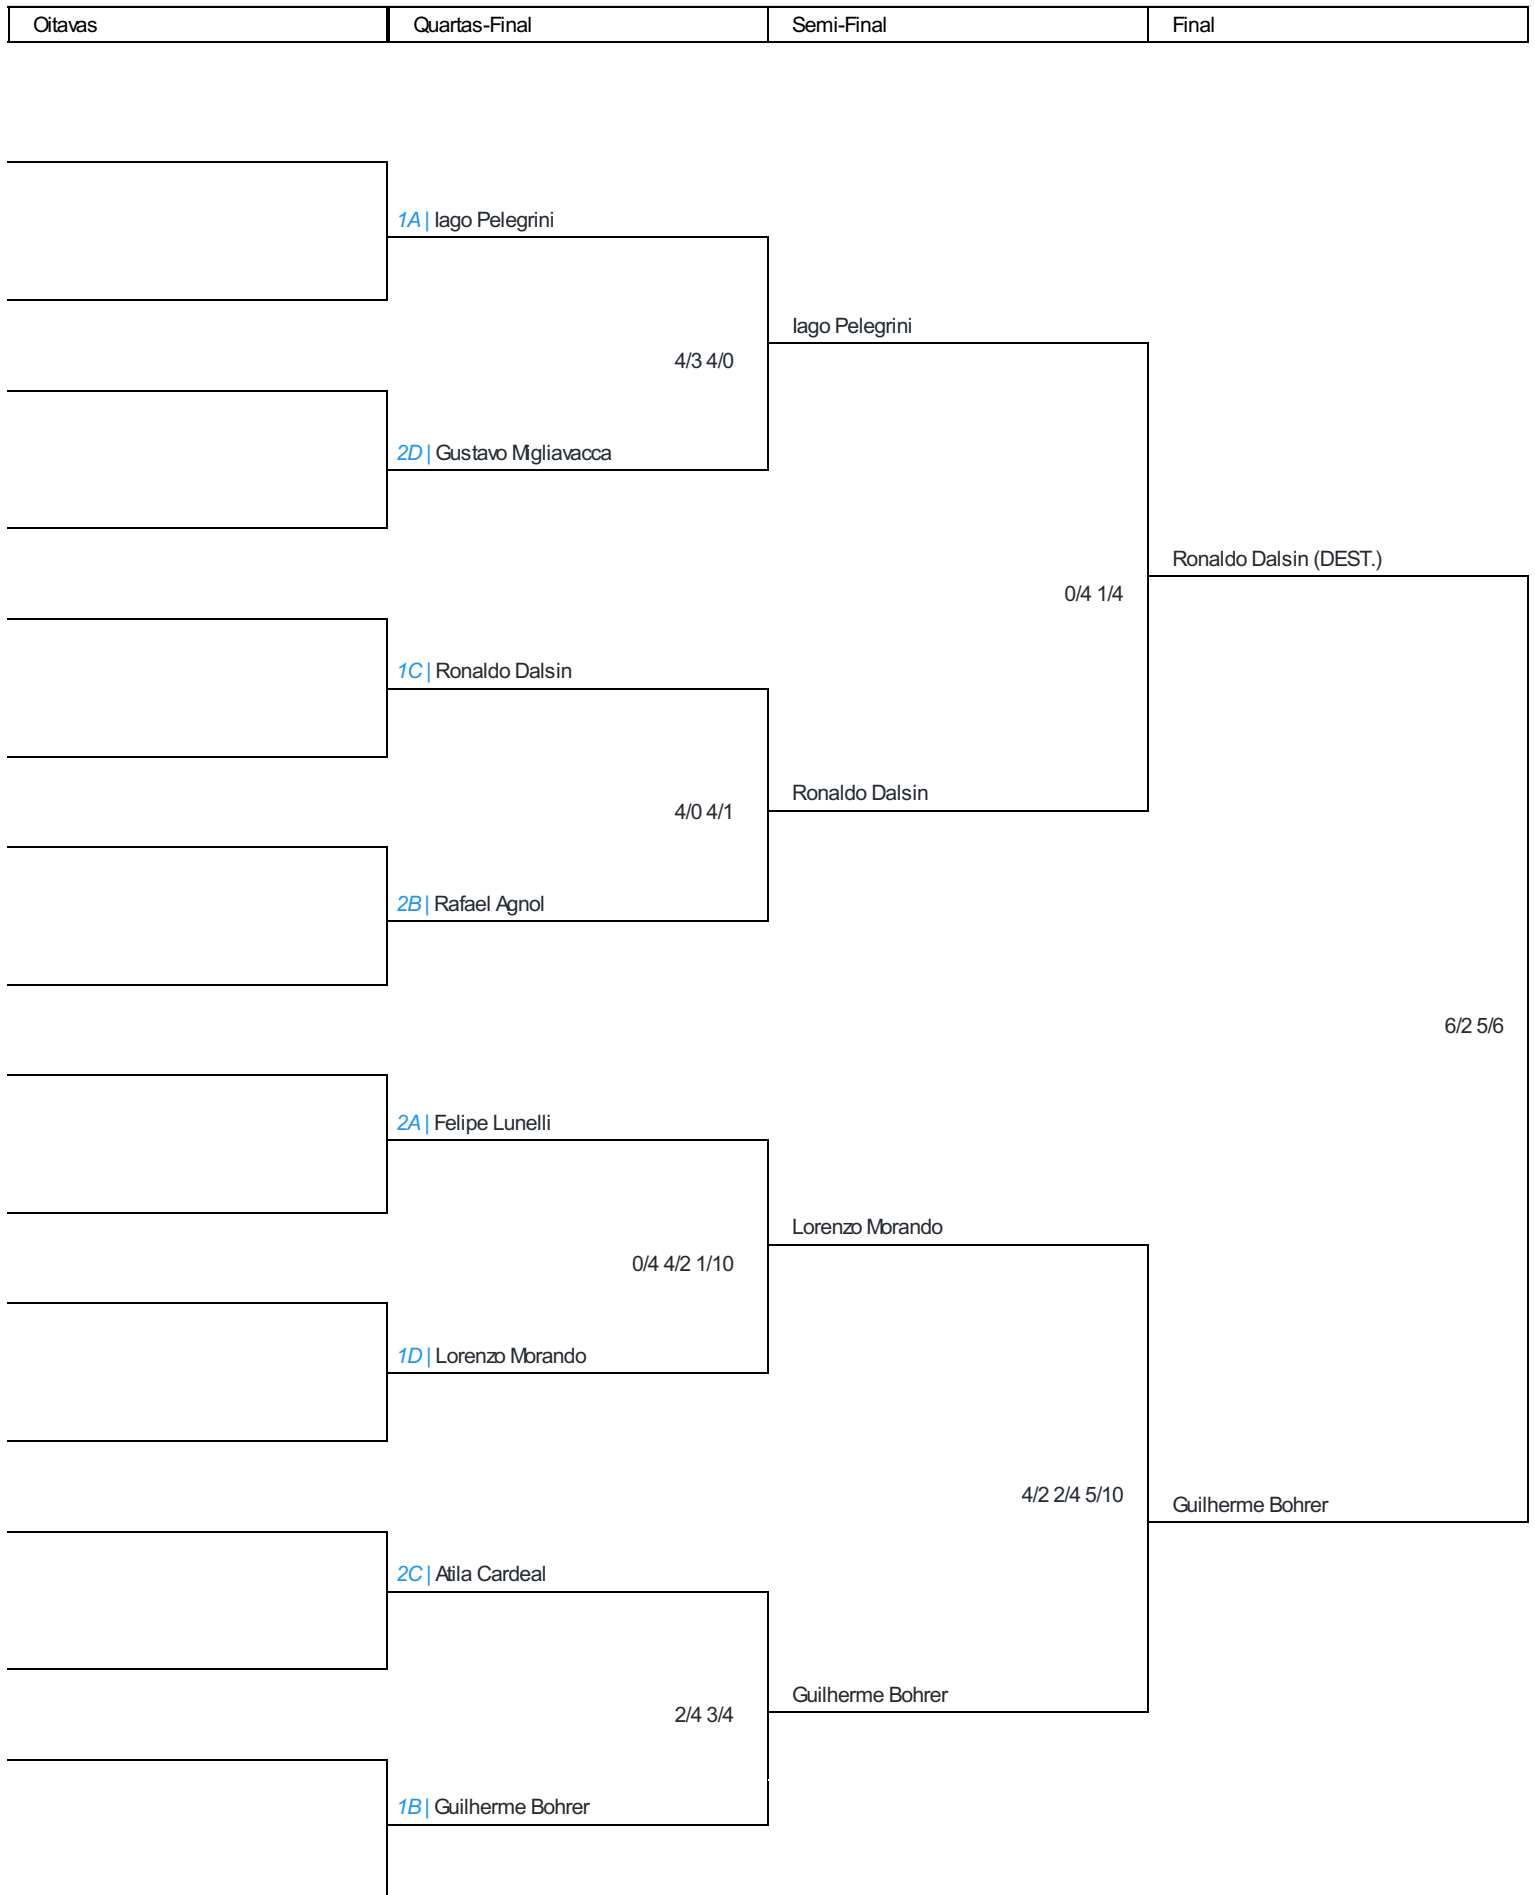 Oitavas
Quartas-Final
Semi-Final
Final
1A | Iago Pelegrini
Iago Pelegrini
4/3 4/0
2D | Gustavo Migliavacca
Ronaldo Dalsin (DEST.)
0/4 1/4
1C | Ronaldo Dalsin
Ronaldo Dalsin
4/0 4/1
2B | Rafael Agnol
6/2 5/6
2A | Felipe Lunelli
Lorenzo Morando
0/4 4/2 1/10
1D | Lorenzo Morando
4/2 2/4 5/10
Guilherme Bohrer
2C | Atila Cardeal
Guilherme Bohrer
2/4 3/4
1B | Guilherme Bohrer